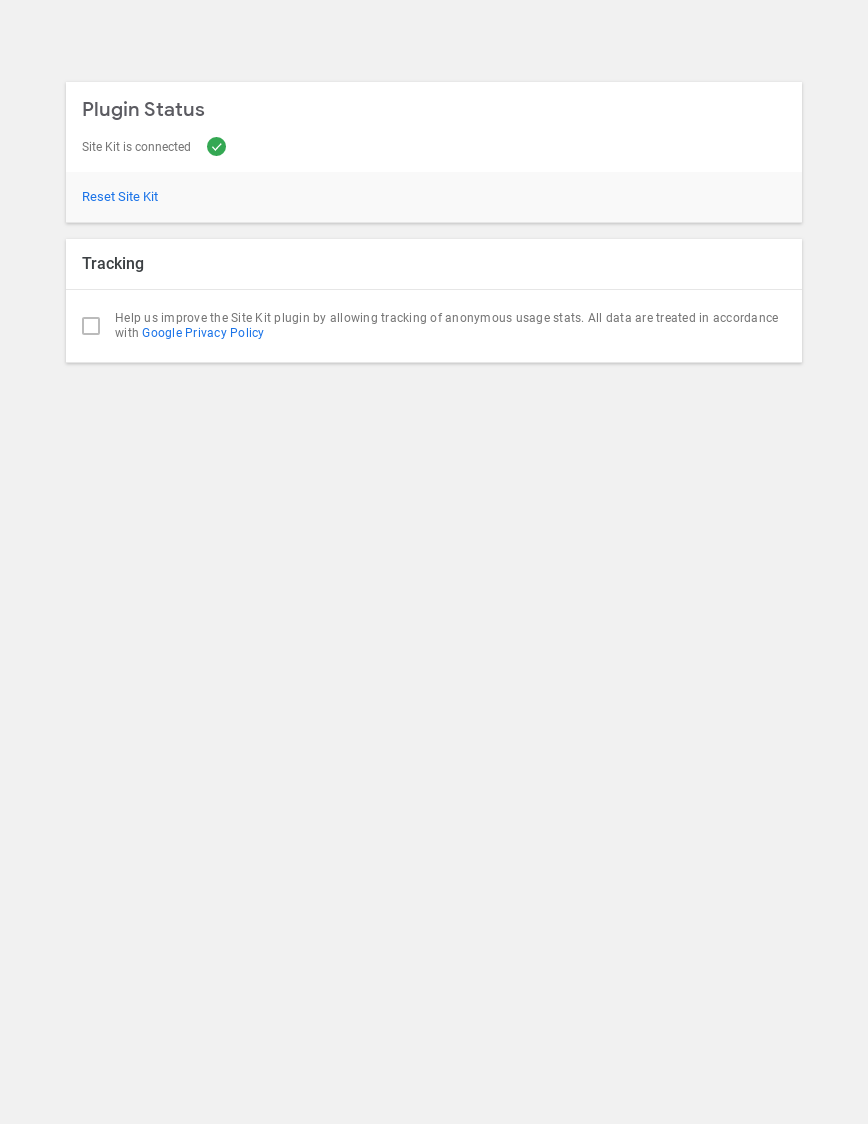 Plugin Status
Site Kit is connected
Reset Site Kit
Tracking
Help us improve the Site Kit plugin by allowing tracking of anonymous usage stats. All data are treated in accordance
with Google Privacy Policy